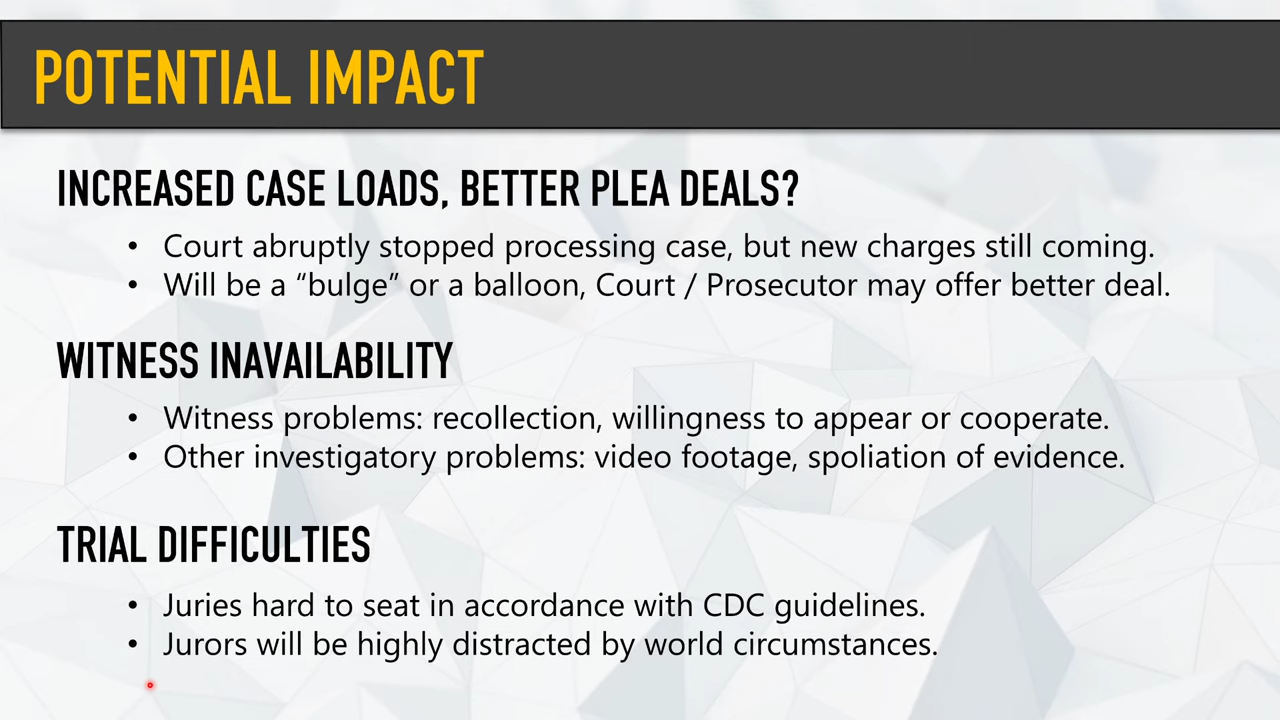 POTENTIAL IMPACT
INCREASED CASE LOADS, BETTER PLEA DEALS?
• Court abruptly stopped processing case, but new charges still coming.
• Will be a “bulge” or a balloon, Court / Prosecutor may offer better deal.
WITNESS INAVAILABILITY
• Witness problems: recollection, willingness to appear or cooperate.
• Other investigatory problems: video footage, spoliation of evidence.
TRIAL DIFFICULTIES
• Juries hard to seat in accordance with CDC guidelines.
• Jurors will be highly distracted by world circumstances.